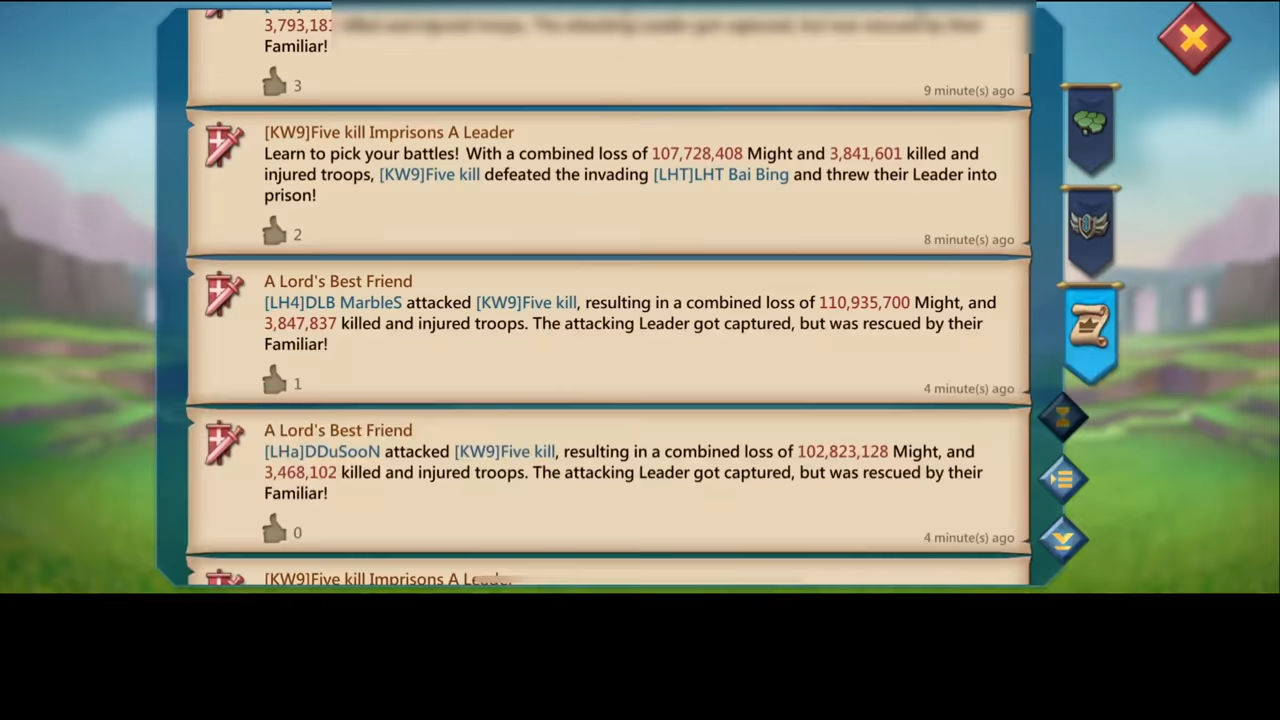 3,793,181
Familiar!
3
9 minute(s) ago
[KW9]Five kill Imprisons A Leader
Learn to pick your battles! With a combined loss of 107,728,408 Might and 3,841,601 killed and
injured troops, [KW9]Five kill defeated the invading [LHT]LHT Bai Bing and threw their Leader into
prison!
2
8 minute(s) ago
A Lord's Best Friend
[LH4]DLB MarbleS attacked [KW9]Five kill, resulting in a combined loss of 110,935,700 Might, and
3,847,837 killed and injured troops. The attacking Leader got captured, but was rescued by their
Familiar!
1
4 minute(s) ago
A Lord's Best Friend
[LHa]DDuSooN attacked [KW9]Five kill, resulting in a combined loss of 102,823,128 Might, and
3,468,102 killed and injured troops. The attacking Leader got captured, but was rescued by their
Familiar!
0
4 minute(s) ago
[KW9]Five kill Imprisons A Leader